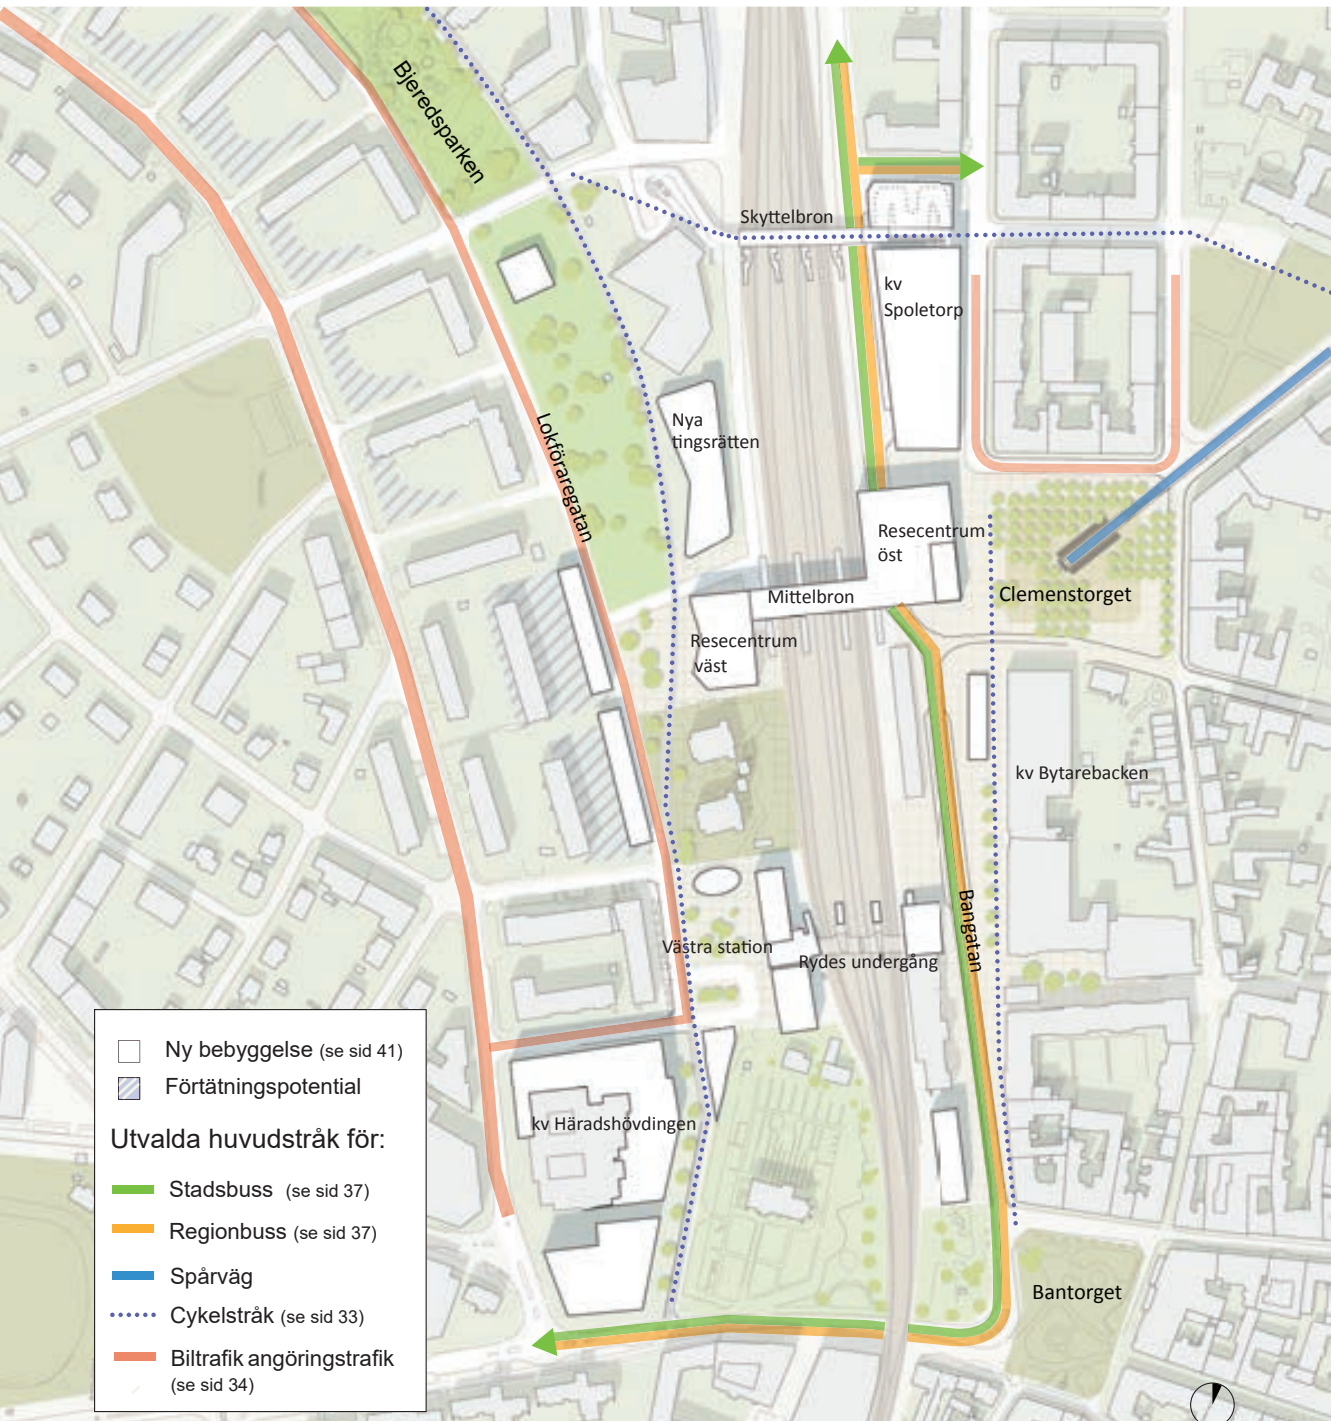 Bjeredsparken
Skyttelbron
kv
Spoletorp
Nya
tingsrätten
Lokföraregatan
Resecentrum
öst
Mittelbron
Clemenstorget
Resecentrum
väst
kv Bytarebacken
Bangatan
Västra station
Rydes undergång
kv Häradshövdingen
Bantorget
Ny bebyggelse (se sid 41)
Förtätningspotential
Utvalda huvudstråk för:
Stadsbuss (se sid 37)
Regionbuss (se sid 37)
Spårväg
Cykelstråk (se sid 33)
Biltrafik angöringstrafik
(se sid 34)